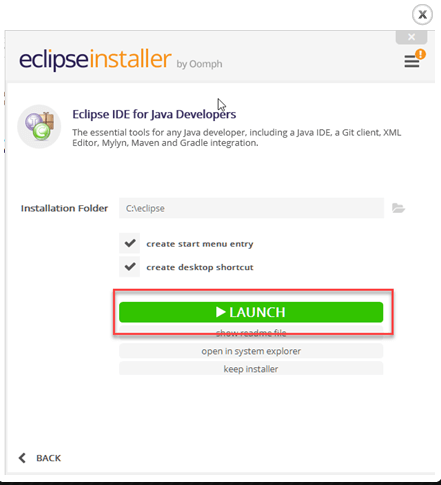 X
×
eclipseinstaller by Oomph
!
Eclipse IDE for Java Developers
The essential tools for any Java developer, including a Java IDE, a Git client, XML
Editor, Mylyn, Maven and Gradle integration.
Installation Folder C:\eclipse
create start menu entry
create desktop shortcut
LAUNCH
show readme file
open in system explorer
keep installer
BACK